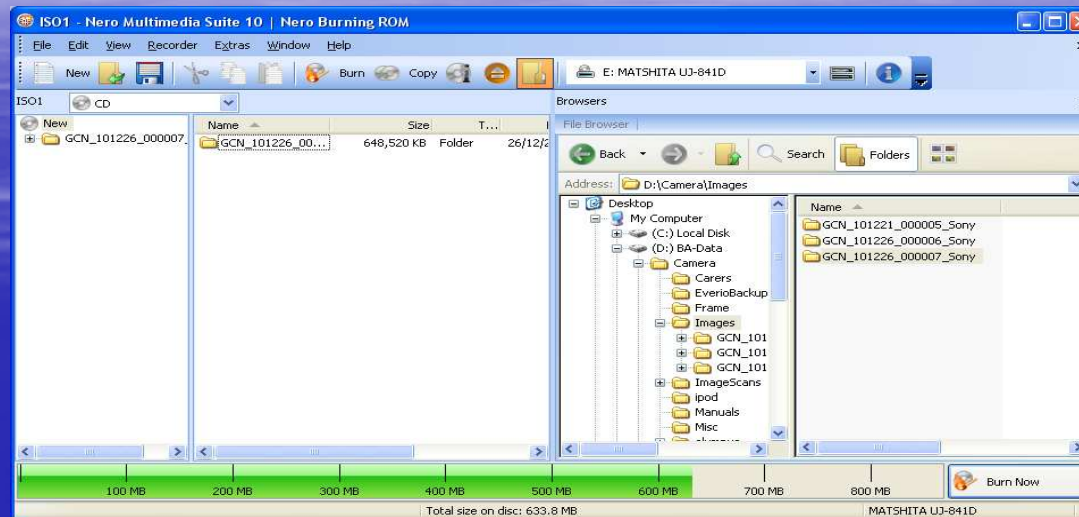 ISO1 - Nero Multimedia Suite 10 | Nero Burning ROM
File Edit View Recorder Extras Window Help
New Burn Copy E: MATSHITA UJ-841D
ISO1 CD Browsers
New
GCN_101226_000007
Name Size T...
GCN_101226_00... 648,520 KB Folder 26/12/2
File Browser
Back Search Folders
Address: D:\Camera\Images
Desktop
My Computer
(C:) Local Disk
(D:) BA-Data
Camera
Carers
EverioBackup
Frame
Images
GCN_101
GCN_101
GCN_101
ImageScans
ipod
Manuals
Misc
Name
GCN_101221_000005_Sony
GCN_101226_000006_Sony
GCN_101226_000007_Sony
100 MB 200 MB 300 MB 400 MB 500 MB 600 MB 700 MB 800 MB
Burn Now
Total size on disc: 633.8 MB MATSHITA UJ-841D